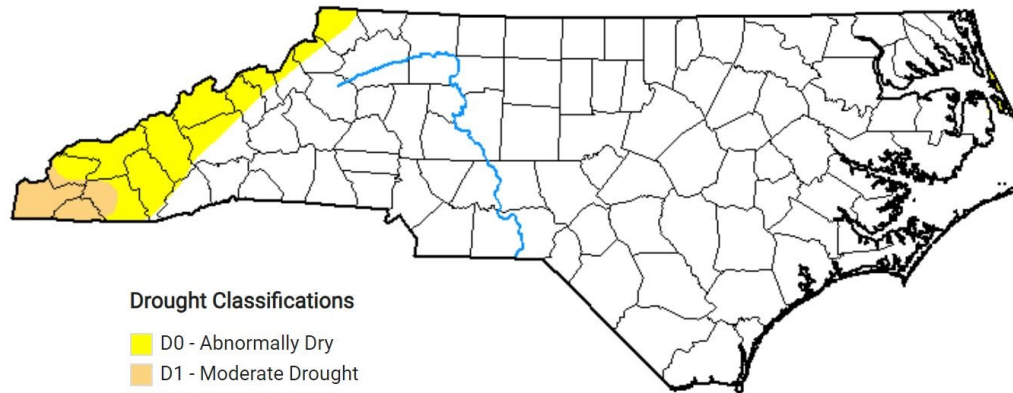 Drought Classifications
D0 - Abnormally Dry
D1 - Moderate Drought